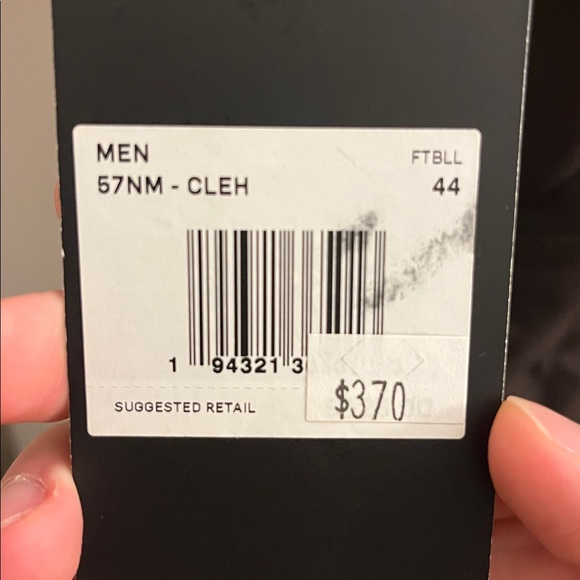 MEN
FTBLL
57NM - CLEH
44
1 94321 3
SUGGESTED RETAIL
$370